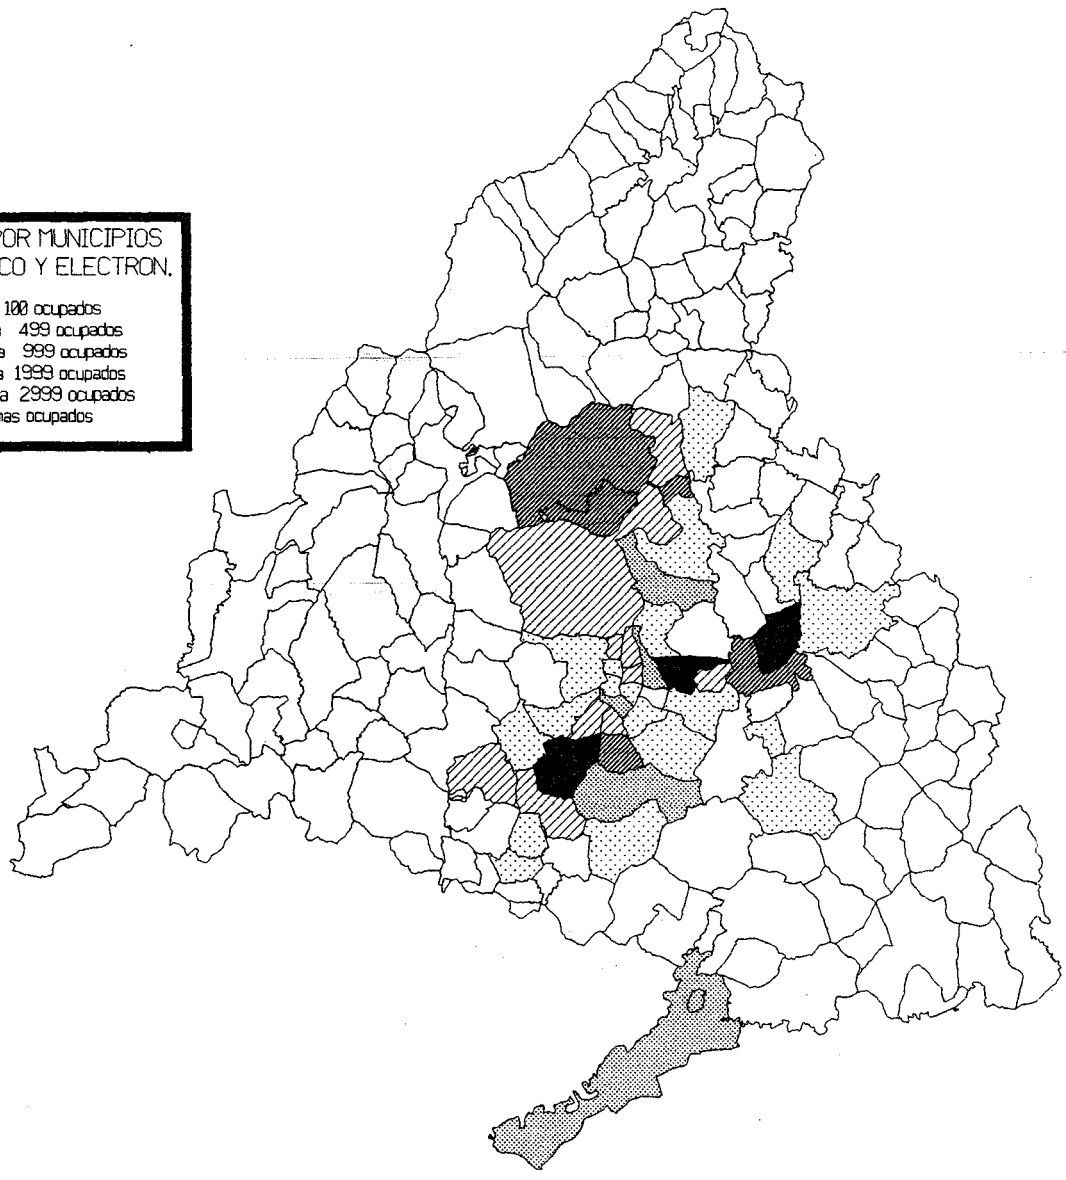 POR MUNICIPIOS
CO Y ELECTRON.
100 ocupados
a 499 ocupados
a 999 ocupados
a 1999 ocupados
a 2999 ocupados
mas ocupados